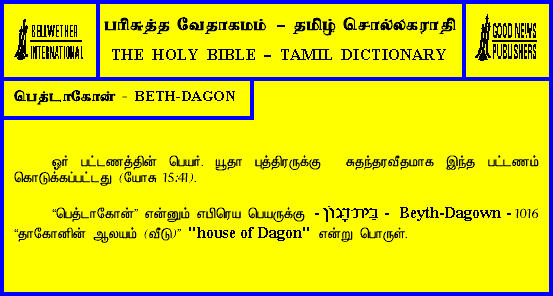 BELLWETHER
INTERNATIONAL
பரிசுத்த வேதாகமம் – தமிழ் சொல்லகராதி
THE HOLY BIBLE – TAMIL DICTIONARY
GOOD NEWS
PUBLISHERS
பெத்டாகோன் - BETH-DAGON
ஓர் பட்டணத்தின் பெயர். யூதா புத்திரருக்கு சுதந்தரவீதமாக இந்த பட்டணம்
கொடுக்கப்பட்டது (யோசு 15:41).
“பெத்டாகோன்” என்னும் எபிரெய பெயருக்கு - בֵּית־דָּגוֹן - Beyth-Dagown - 1016
“தாகோனின் ஆலயம் (வீடு)” "house of Dagon" என்று பொருள்.